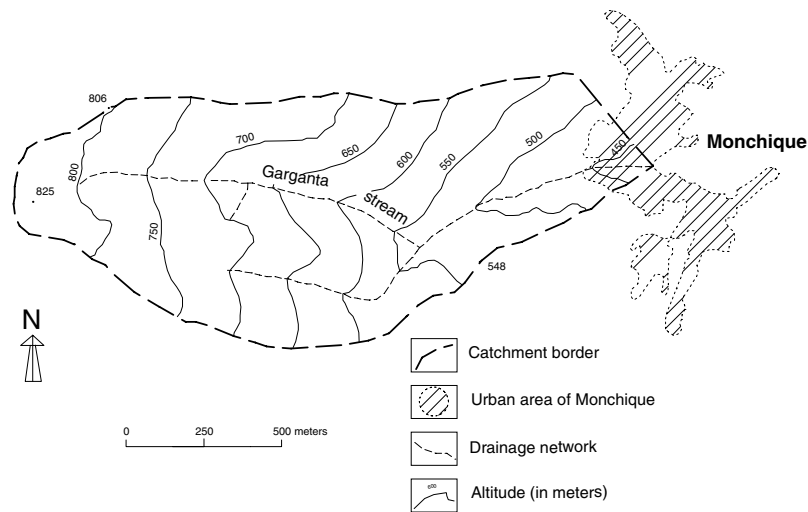 806
700
650
600
550
500
450
Monchique
800
Garganta
stream
825
750
548
N
Catchment border
Urban area of Monchique
0 250 500 meters
Drainage network
600
Altitude (in meters)